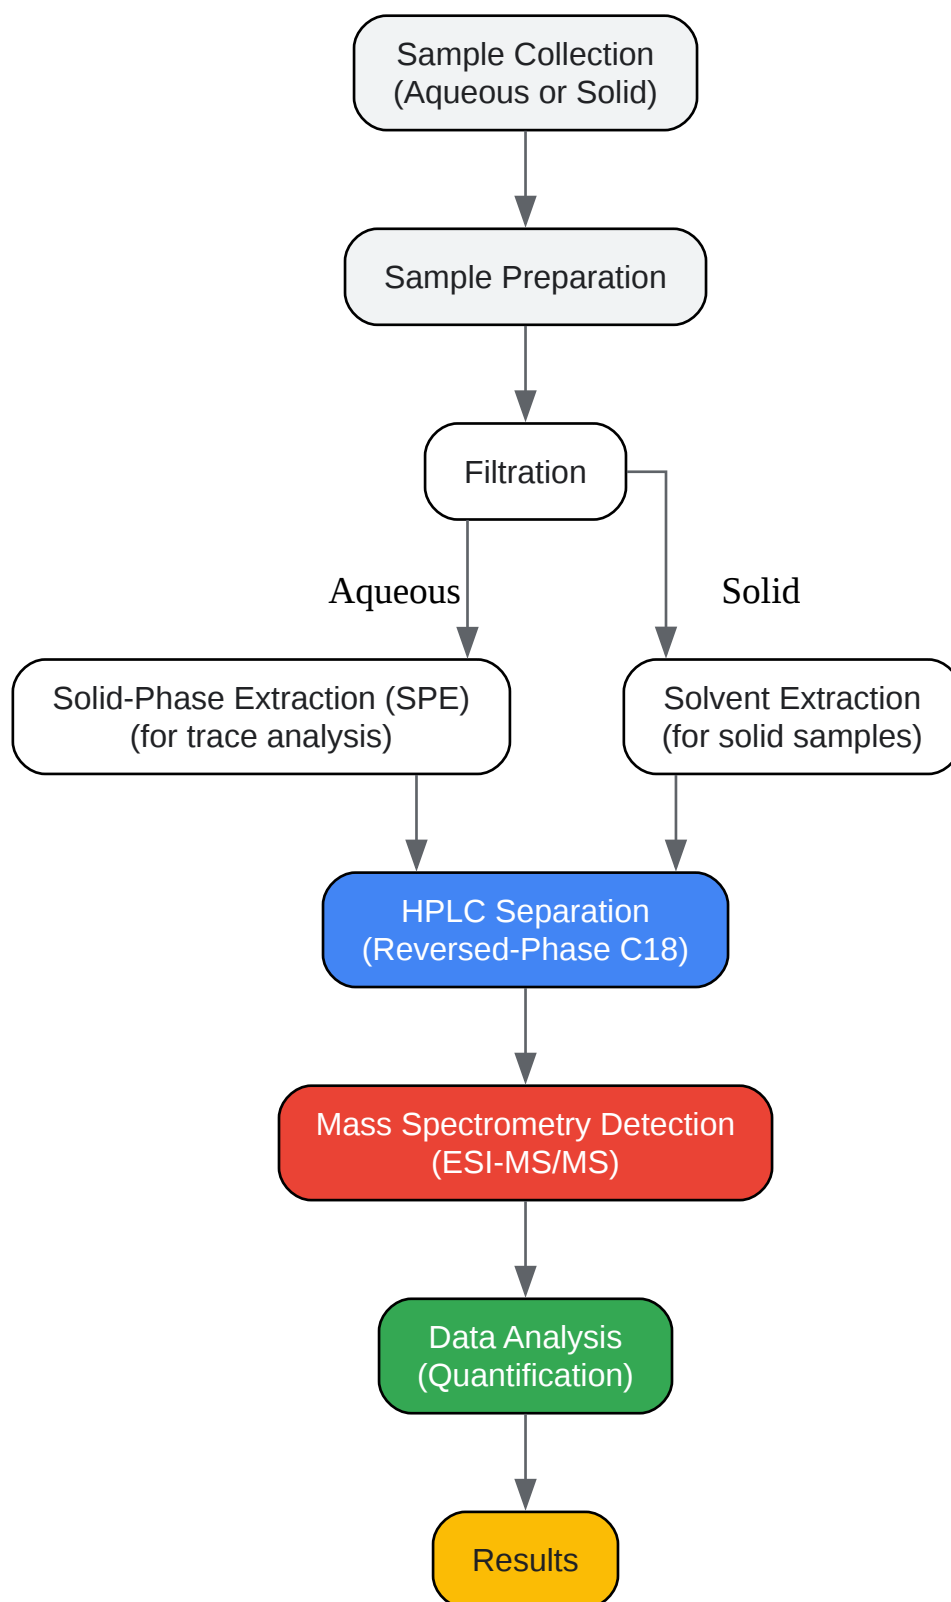 Sample Collection
(Aqueous or Solid)
Sample Preparation
Filtration
Aqueous
Solid
Solid-Phase Extraction (SPE)
(for trace analysis)
Solvent Extraction
(for solid samples)
HPLC Separation
(Reversed-Phase C18)
Mass Spectrometry Detection
(ESI-MS/MS)
Data Analysis
(Quantification)
Results